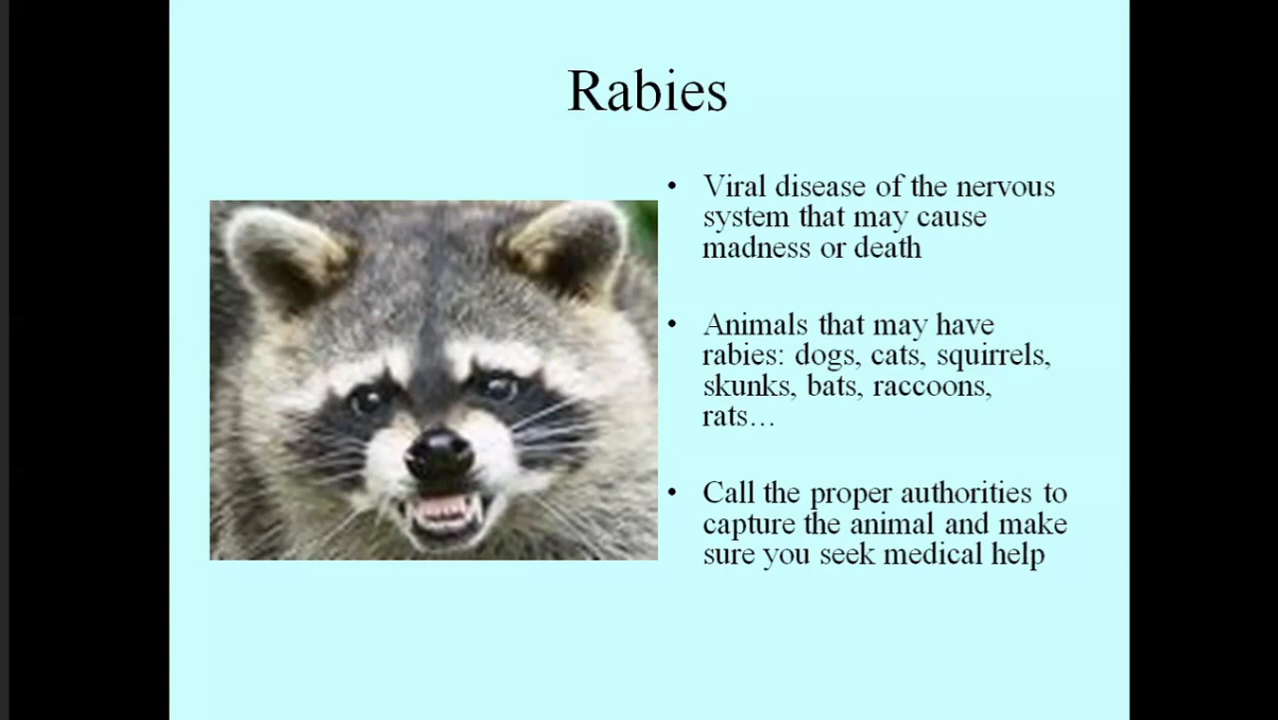 Rabies
• Viral disease of the nervous
system that may cause
madness or death
• Animals that may have
rabies: dogs, cats, squirrels,
skunks, bats, raccoons,
rats…
• Call the proper authorities to
capture the animal and make
sure you seek medical help